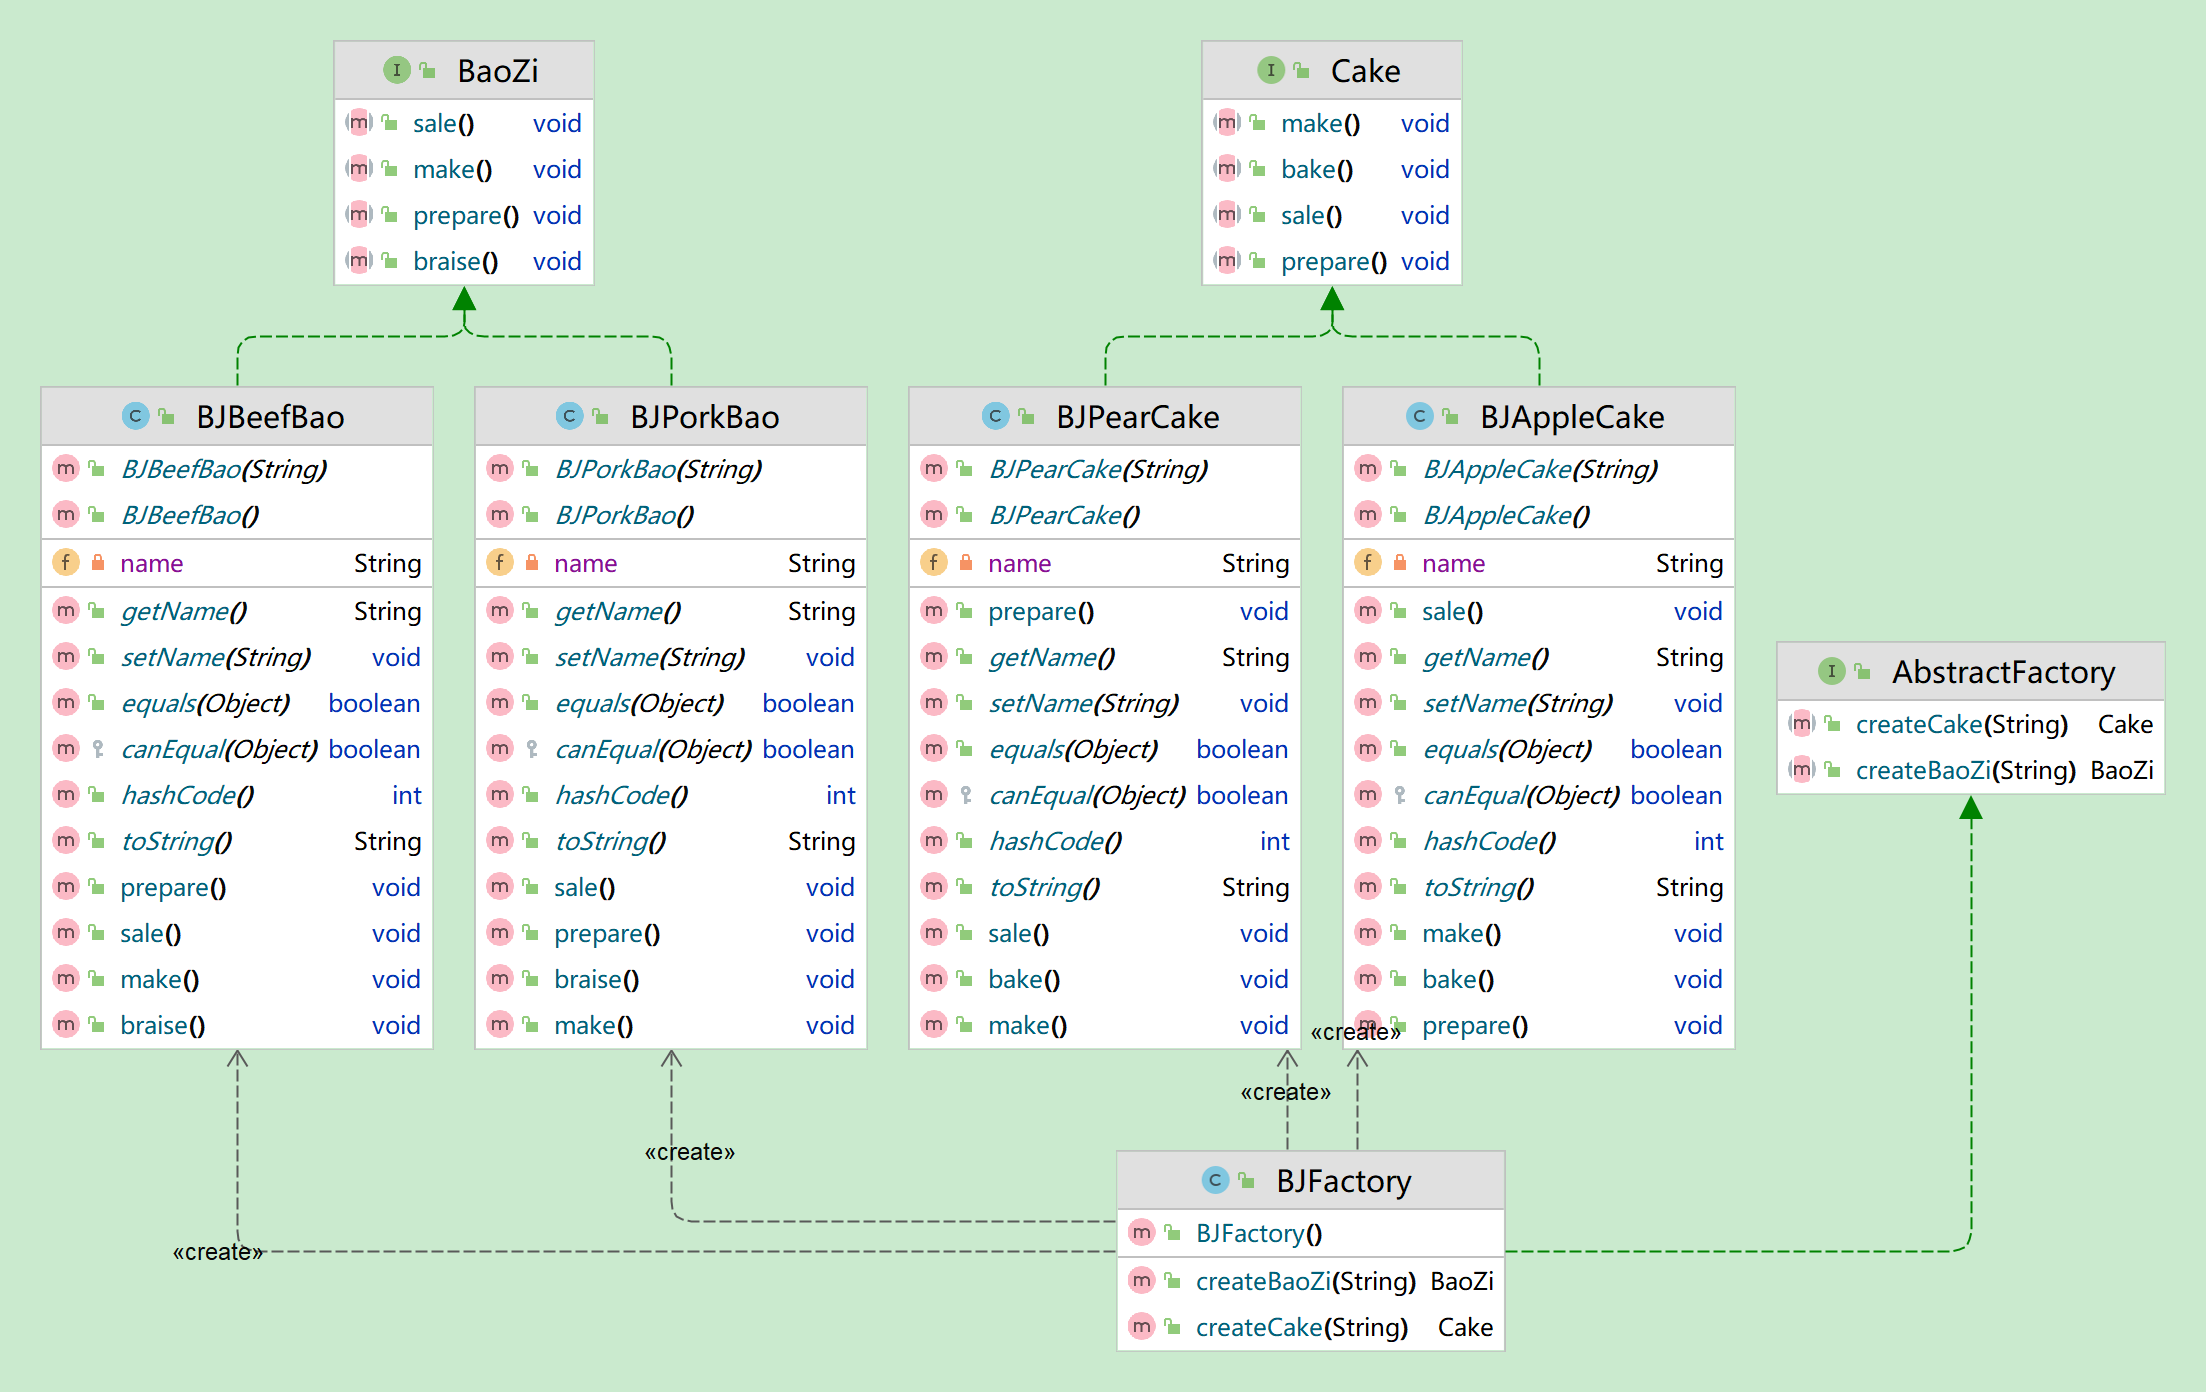 BaoZi
sale() void
make() void
prepare() void
braise() void
Cake
make() void
bake() void
sale() void
prepare() void
BJBeefBao
BJBeefBao(String)
BJBeefBao()
name String
getName() String
setName(String) void
equals(Object) boolean
canEqual(Object) boolean
hashCode() int
toString() String
prepare() void
sale() void
make() void
braise() void
BJPorkBao
BJPorkBao(String)
BJPorkBao()
name String
getName() String
setName(String) void
equals(Object) boolean
canEqual(Object) boolean
hashCode() int
toString() String
sale() void
prepare() void
braise() void
make() void
BJPearCake
BJPearCake(String)
BJPearCake()
name String
prepare() void
getName() String
setName(String) void
equals(Object) boolean
canEqual(Object) boolean
hashCode() int
toString() String
sale() void
bake() void
make() void
BJAppleCake
BJAppleCake(String)
BJAppleCake()
name String
sale() void
getName() String
setName(String) void
equals(Object) boolean
canEqual(Object) boolean
hashCode() int
toString() String
make() void
bake() void
prepare() void
AbstractFactory
createCake(String) Cake
createBaoZi(String) BaoZi
«create»
«create»
«create»
«create»
BJFactory
BJFactory()
createBaoZi(String) BaoZi
createCake(String) Cake